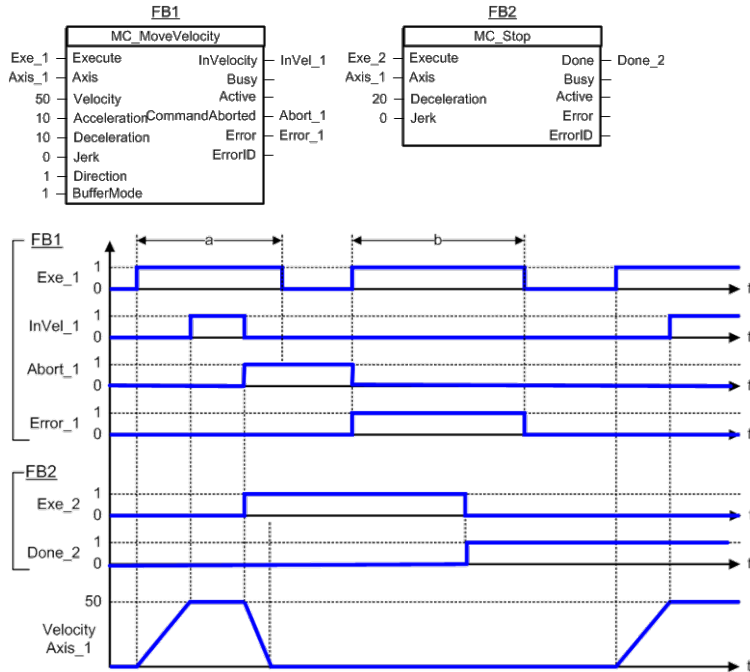 FB1
MC_MoveVelocity
Exe_1 Execute InVelocity InVel_1
Axis_1 Axis Busy
50 Velocity Active
10 Acceleration CommandAborted Abort_1
10 Deceleration Error Error_1
0 Jerk ErrorID
1 Direction
1 BufferMode
FB2
MC_Stop
Exe_2 Execute Done Done_2
Axis_1 Axis Busy
20 Deceleration Active
0 Jerk Error
ErrorID
FB1
a
b
Exe_1 1
0 t
InVel_1 1
0 t
Abort_1 1
0 t
Error_1 1
0 t
FB2
Exe_2 1
0 t
Done_2 1
0 t
50
Velocity
Axis_1
t